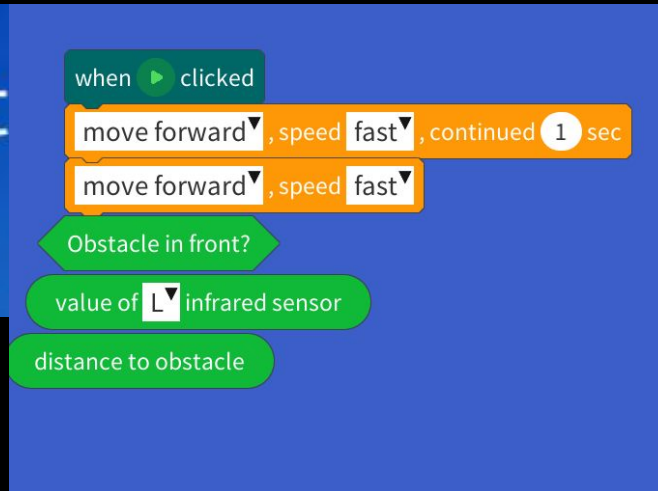 when clicked
move forward , speed fast , continued 1 sec
move forward , speed fast
Obstacle in front?
value of L infrared sensor
distance to obstacle